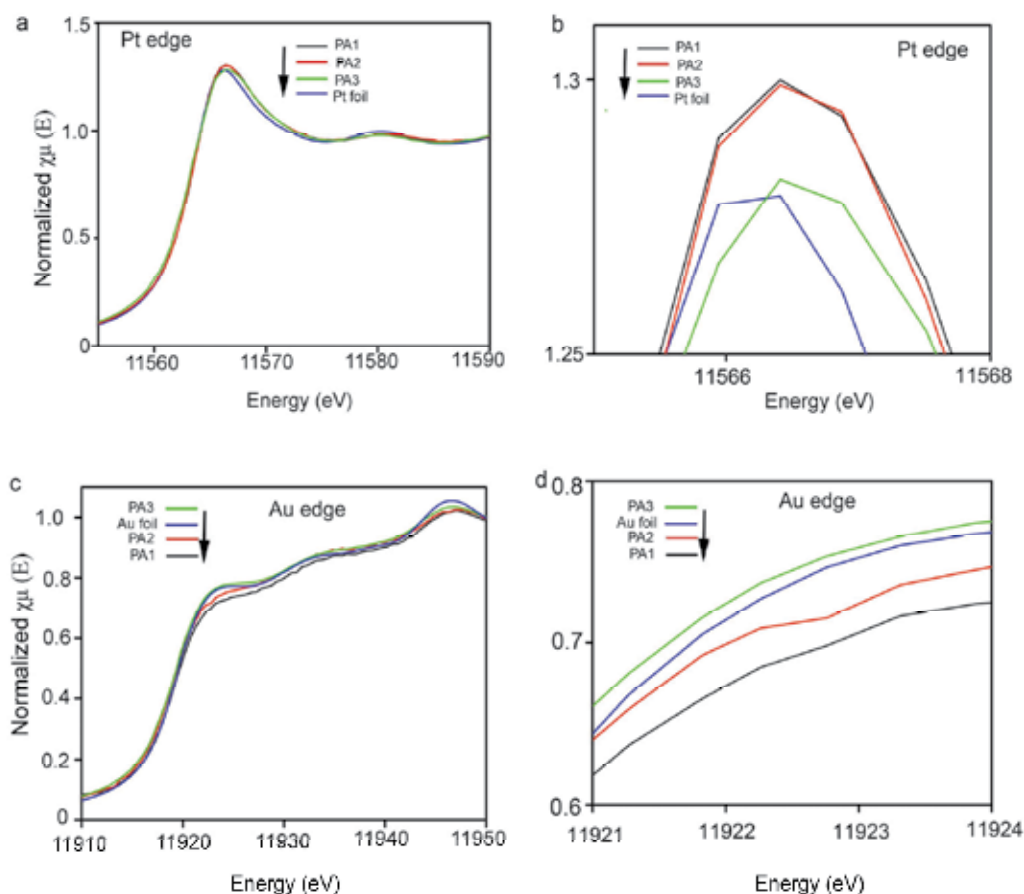 a
Pt edge
PA1
PA2
PA3
Pt foil
1.5
1.0
0.5
0
Normalized χμ (E)
11560 11570 11580 11590
Energy (eV)
b
Pt edge
PA1
PA2
PA3
Pt foil
1.3
1.25
11566 11568
Energy (eV)
c
Au edge
PA3
Au foil
PA2
PA1
1.0
0.8
0.6
0.4
0.2
0
Normalized χμ (E)
11910 11920 11930 11940 11950
Energy (eV)
d
Au edge
PA3
Au foil
PA2
PA1
0.8
0.7
0.6
11921 11922 11923 11924
Energy (eV)